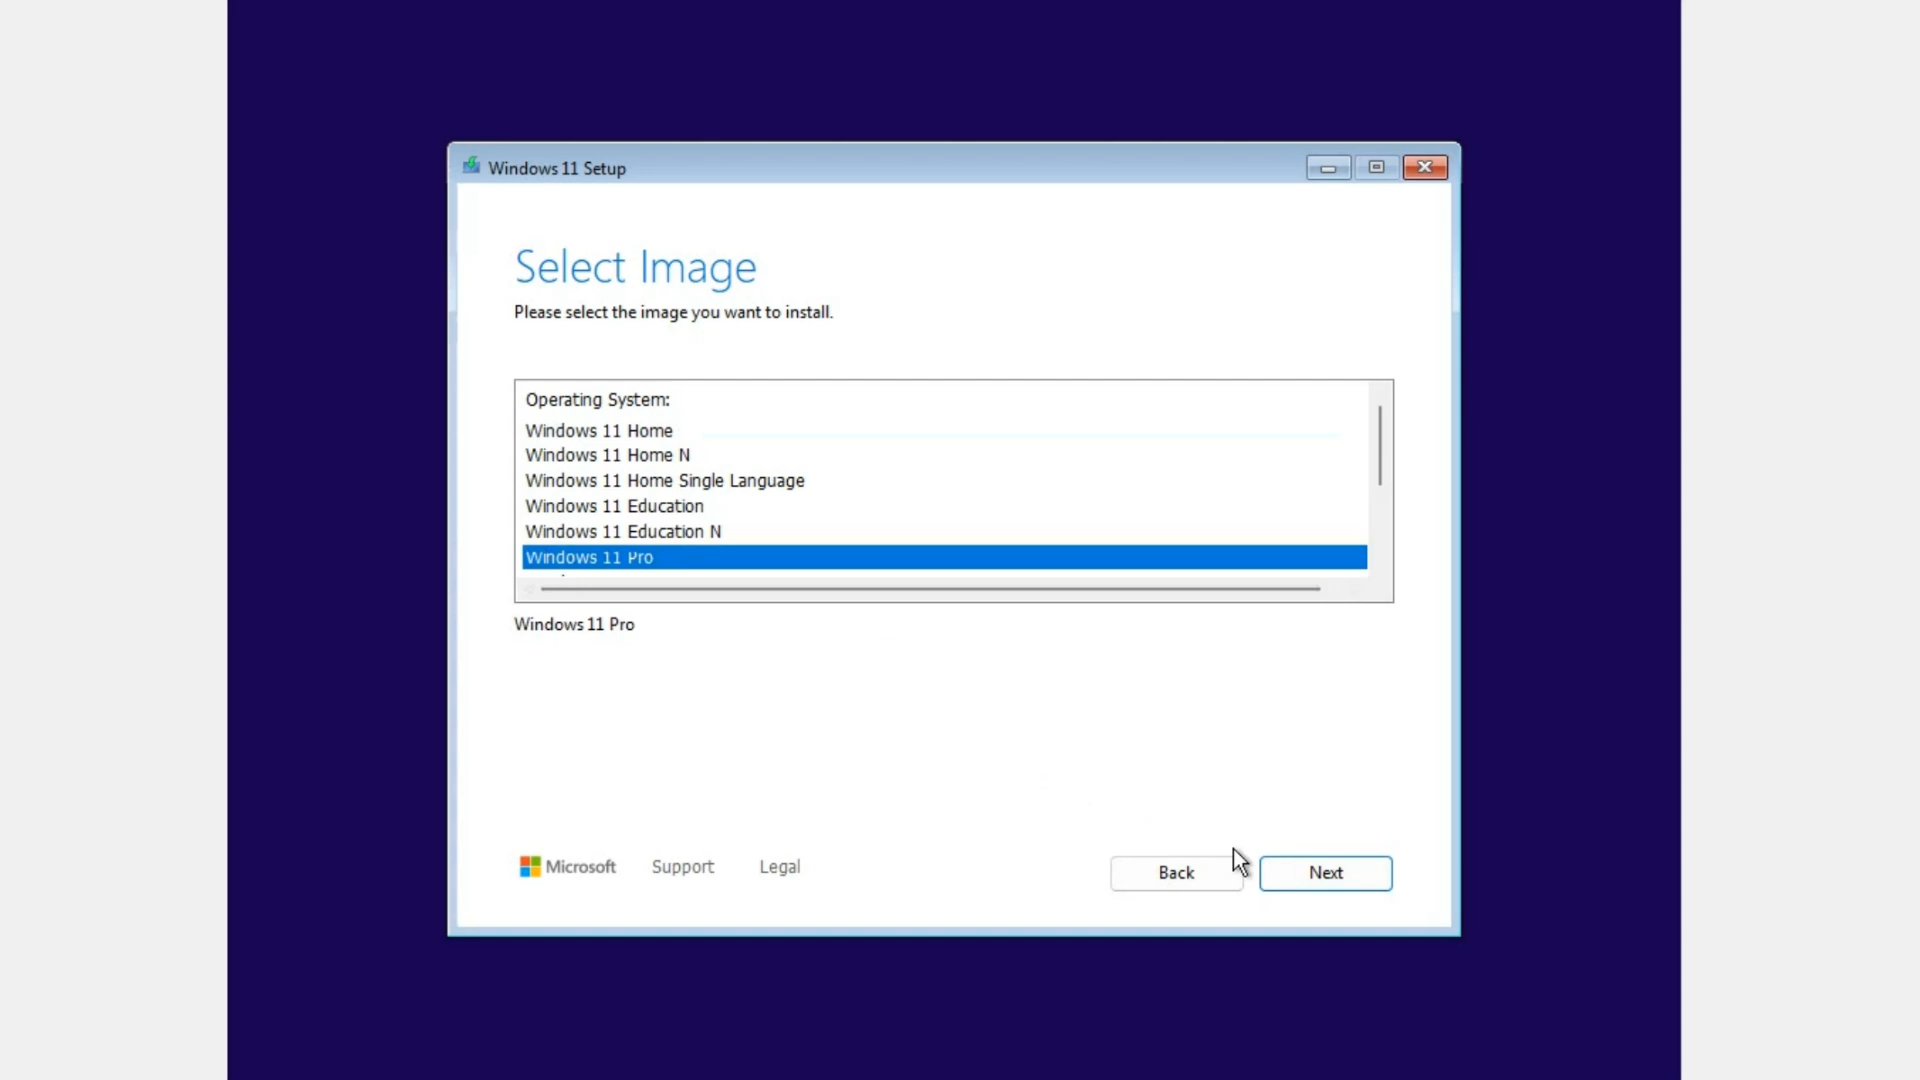 Windows 11 Setup
Select Image
Please select the image you want to install.
Operating System:
Windows 11 Home
Windows 11 Home N
Windows 11 Home Single Language
Windows 11 Education
Windows 11 Education N
Windows 11 Pro
Windows 11 Pro
Microsoft Support Legal Back Next